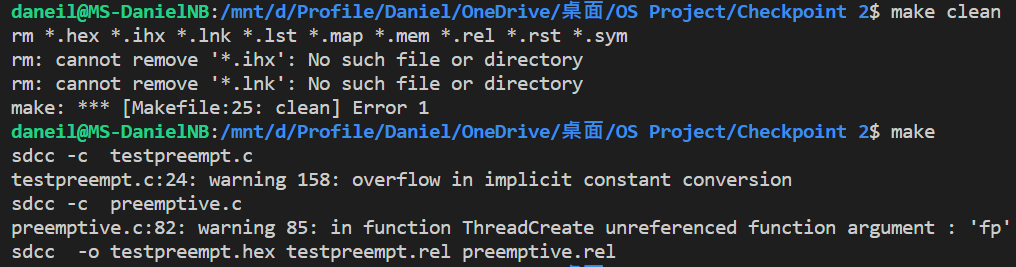 daneil@MS-DanielNB:/mnt/d/Profile/Daniel/OneDrive/桌面/OS Project/Checkpoint 2$ make clean
rm *.hex *.ihx *.lnk *.lst *.map *.mem *.rel *.rst *.sym
rm: cannot remove '*.ihx': No such file or directory
rm: cannot remove '*.lnk': No such file or directory
make: *** [Makefile:25: clean] Error 1
daneil@MS-DanielNB:/mnt/d/Profile/Daniel/OneDrive/桌面/OS Project/Checkpoint 2$ make
sdcc -c  testpreempt.c
testpreempt.c:24: warning 158: overflow in implicit constant conversion
sdcc -c  preemptive.c
preemptive.c:82: warning 85: in function ThreadCreate unreferenced function argument : 'fp'
sdcc  -o testpreempt.hex testpreempt.rel preemptive.rel